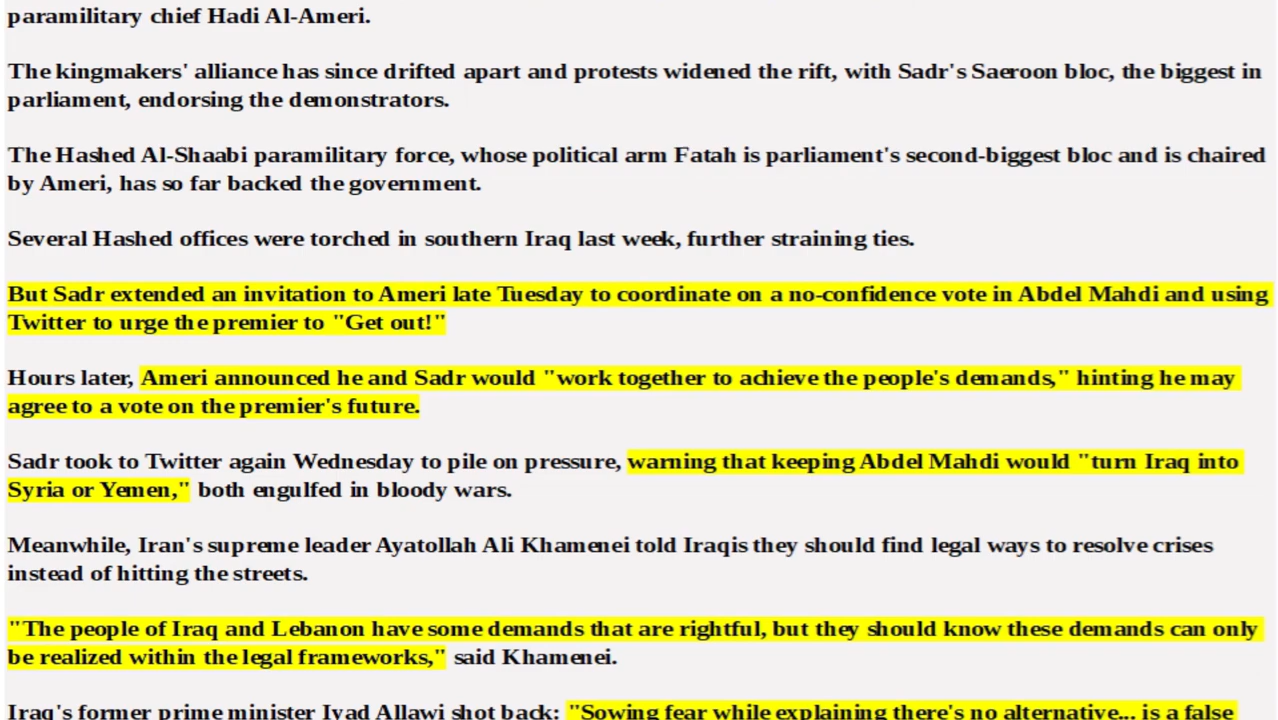 paramilitary chief Hadi Al-Ameri.
The kingmakers' alliance has since drifted apart and protests widened the rift, with Sadr's Saeroon bloc, the biggest in
parliament, endorsing the demonstrators.
The Hashed Al-Shaabi paramilitary force, whose political arm Fatah is parliament's second-biggest bloc and is chaired
by Ameri, has so far backed the government.
Several Hashed offices were torched in southern Iraq last week, further straining ties.
But Sadr extended an invitation to Ameri late Tuesday to coordinate on a no-confidence vote in Abdel Mahdi and using
Twitter to urge the premier to "Get out!"
Hours later, Ameri announced he and Sadr would "work together to achieve the people's demands," hinting he may
agree to a vote on the premier's future.
Sadr took to Twitter again Wednesday to pile on pressure, warning that keeping Abdel Mahdi would "turn Iraq into
Syria or Yemen," both engulfed in bloody wars.
Meanwhile, Iran's supreme leader Ayatollah Ali Khamenei told Iraqis they should find legal ways to resolve crises
instead of hitting the streets.
"The people of Iraq and Lebanon have some demands that are rightful, but they should know these demands can only
be realized within the legal frameworks," said Khamenei.
Iraq's former prime minister Iyad Allawi shot back: "Sowing fear while explaining there's no alternative... is a false